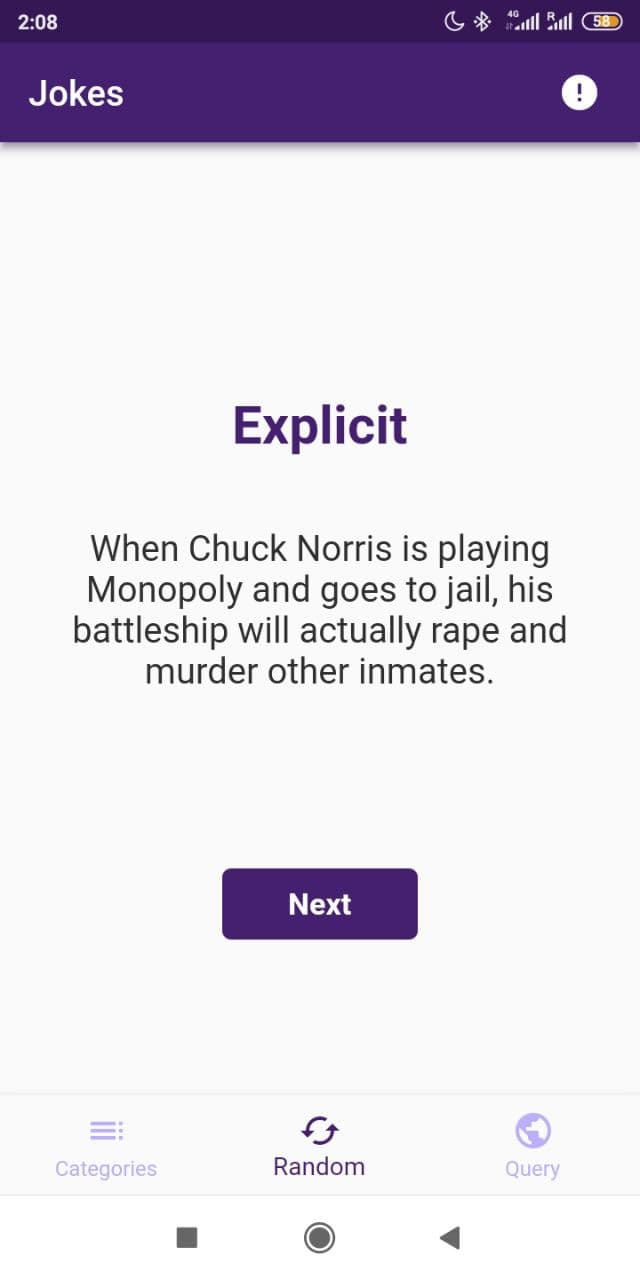 2:08
4G
R
58
Jokes
!
Explicit
When Chuck Norris is playing
Monopoly and goes to jail, his
battleship will actually rape and
murder other inmates.
Next
Categories
Random
Query